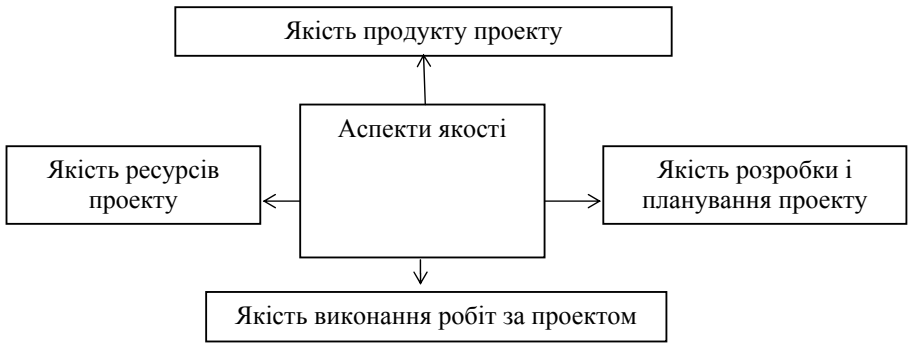 Якість продукту проекту
Аспекти якості
Якість ресурсів
проекту
Якість розробки і
планування проекту
Якість виконання робіт за проектом